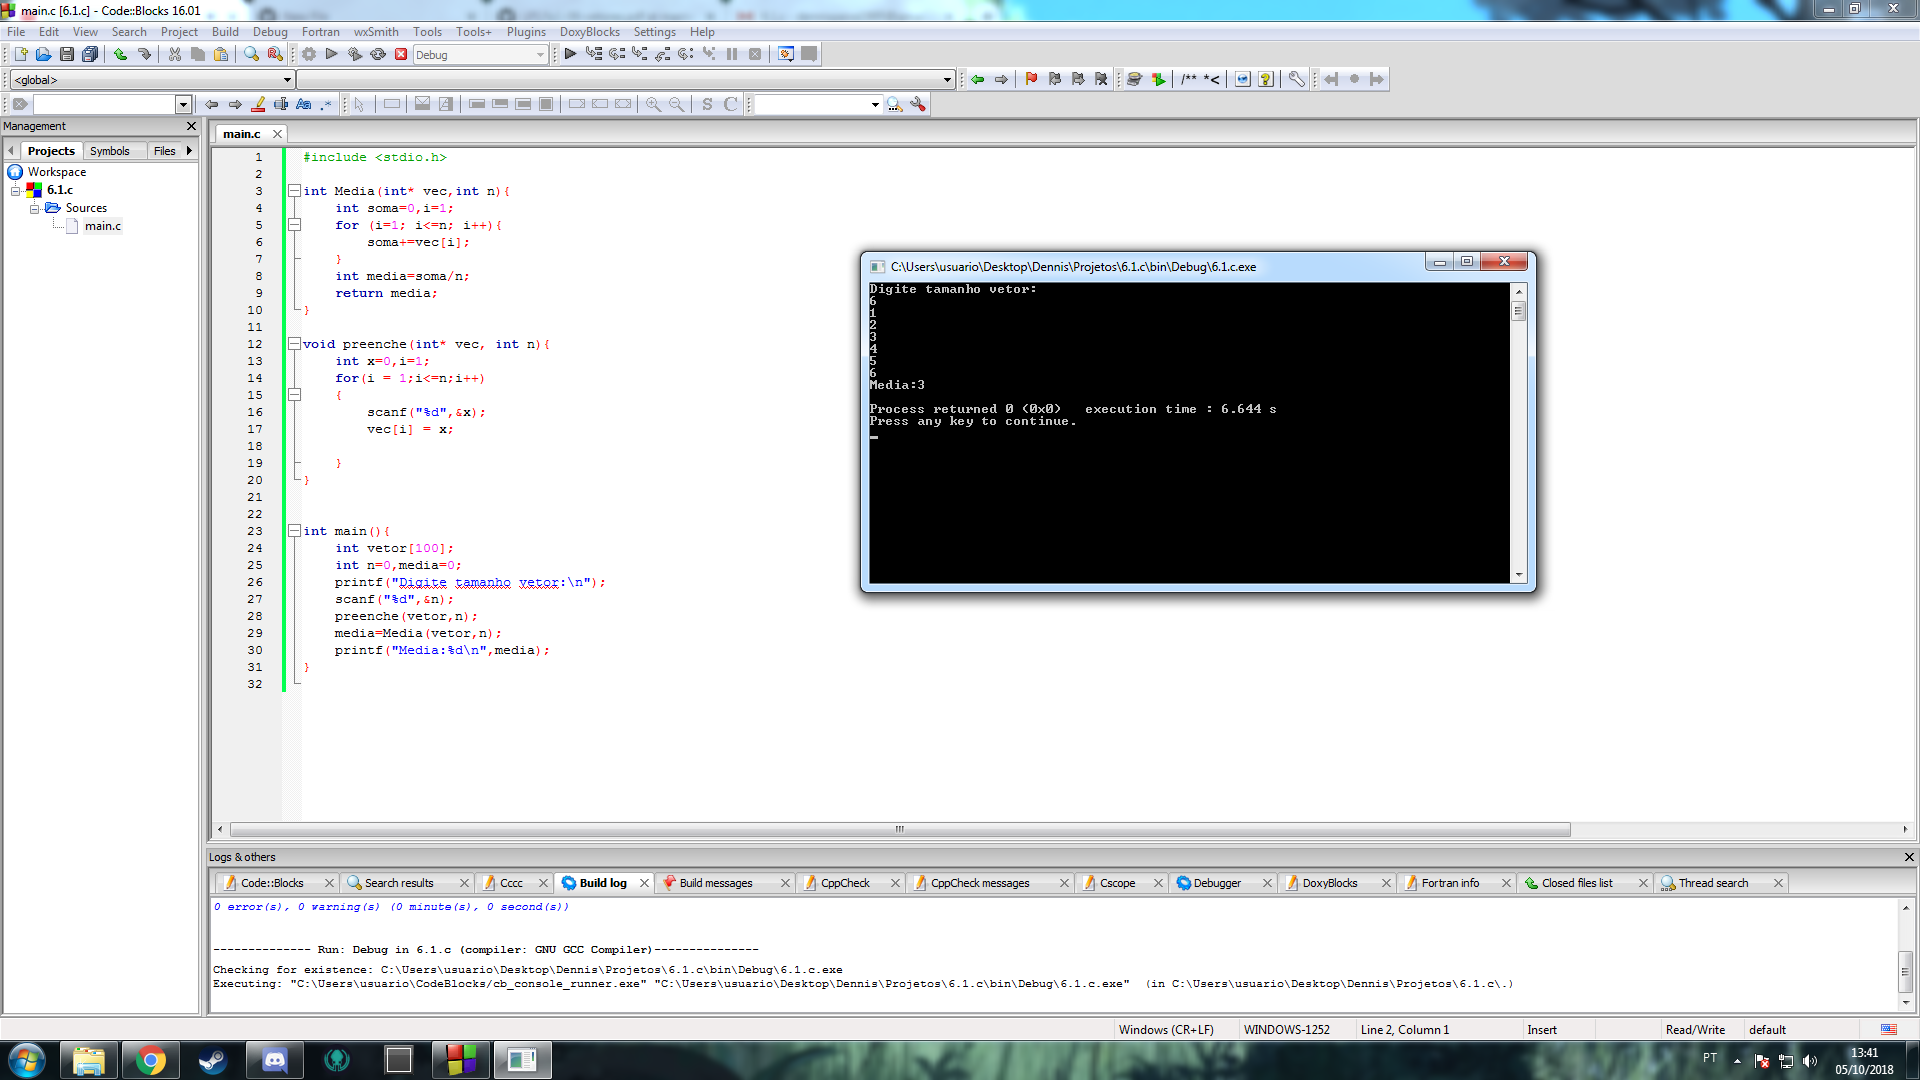 main.c [6.1.c] - Code::Blocks 16.01
File Edit View Search Project Build Debug Fortran wxSmith Tools Tools+ Plugins DoxyBlocks Settings Help
Debug
<global>
/** *<
Aa .*
S C
Management
Projects Symbols Files
Workspace
6.1.c
Sources
main.c
main.c
1 #include <stdio.h>
2
3 int Media(int* vec,int n){
4 int soma=0,i=1;
5 for (i=1; i<=n; i++){
6 soma+=vec[i];
7 }
8 int media=soma/n;
9 return media;
10 }
11
12 void preenche(int* vec, int n){
13 int x=0,i=1;
14 for(i = 1;i<=n;i++)
15 {
16 scanf("%d",&x);
17 vec[i] = x;
18
19 }
20 }
21
22
23 int main(){
24 int vetor[100];
25 int n=0,media=0;
26 printf("Digite tamanho vetor:\n");
27 scanf("%d",&n);
28 preenche(vetor,n);
29 media=Media(vetor,n);
30 printf("Media:%d\n",media);
31 }
32
C:\Users\usuario\Desktop\Dennis\Projetos\6.1.c\bin\Debug\6.1.c.exe
Digite tamanho vetor:
6
1
2
3
4
5
6
Media:3
Process returned 0 (0x0) execution time : 6.644 s
Press any key to continue.
Logs & others
Code::Blocks Search results Cccc Build log Build messages CppCheck CppCheck messages Cscope Debugger DoxyBlocks Fortran info Closed files list Thread search
0 error(s), 0 warning(s) (0 minute(s), 0 second(s))
-------------- Run: Debug in 6.1.c (compiler: GNU GCC Compiler)---------------
Checking for existence: C:\Users\usuario\Desktop\Dennis\Projetos\6.1.c\bin\Debug\6.1.c.exe
Executing: "C:\Users\usuario\CodeBlocks/cb_console_runner.exe" "C:\Users\usuario\Desktop\Dennis\Projetos\6.1.c\bin\Debug\6.1.c.exe" (in C:\Users\usuario\Desktop\Dennis\Projetos\6.1.c\.)
Windows (CR+LF) WINDOWS-1252 Line 2, Column 1 Insert Read/Write default
PT
13:41
05/10/2018